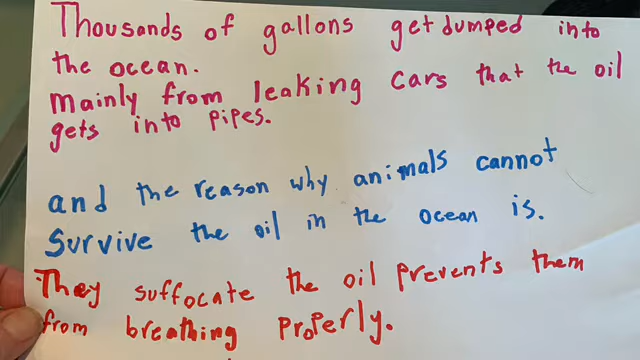 Thousands of gallons get dumped into
the ocean.
Mainly from leaking cars that the oil
gets into pipes.
and the reason why animals cannot
survive the oil in the ocean is.
They suffocate the oil prevents them
from breathing properly.